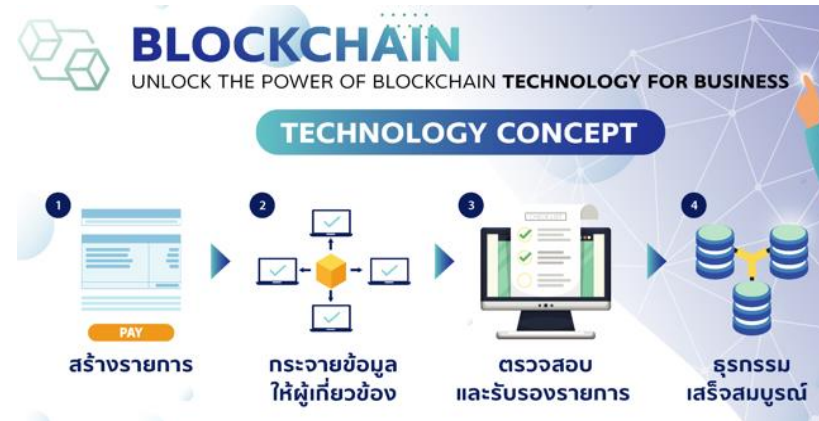 BLOCKCHAIN
UNLOCK THE POWER OF BLOCKCHAIN TECHNOLOGY FOR BUSINESS
TECHNOLOGY CONCEPT
1
2
3
4
CHECKLIST
PAY
สร้างรายการ
กระจายข้อมูล
ให้ผู้เกี่ยวข้อง
ตรวจสอบ
และรับรองรายการ
ธุรกรรม
เสร็จสมบูรณ์